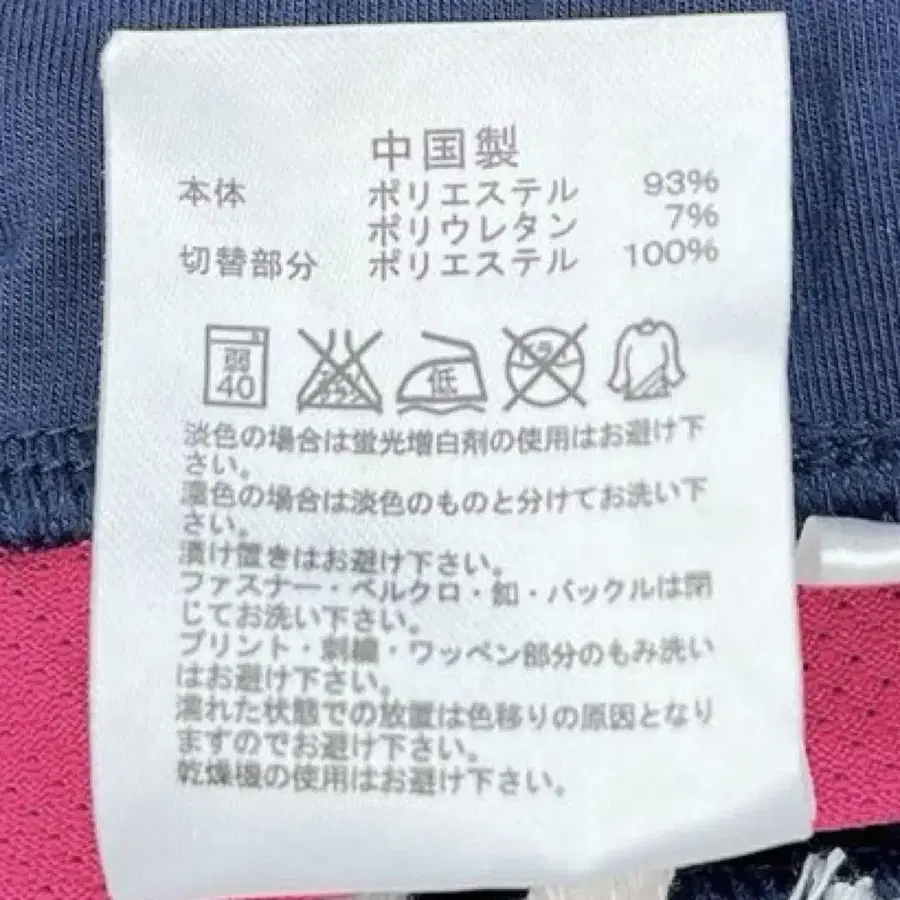 中国製
本体 ポリエステル 93%
ポリウレタン 7%
切替部分 ポリエステル 100%
弱 40 エンソ サラシ 低 ドライ
淡色の場合は蛍光増白剤の使用はお避け下
さい。
濃色の場合は淡色のものと分けてお洗い下
さい。
漬け置きはお避け下さい。
ファスナー・ベルクロ・釦・バックルは閉
じてお洗い下さい。
プリント・刺繍・ワッペン部分のもみ洗い
はお避け下さい。
濡れた状態での放置は色移りの原因となり
ますのでお避け下さい。
乾燥機の使用はお避け下さい。